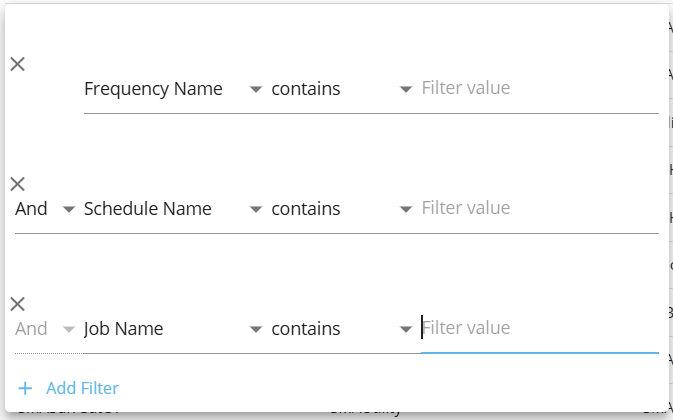 Frequency Name contains Filter value
And Schedule Name contains Filter value
And Job Name contains Filter value
+ Add Filter